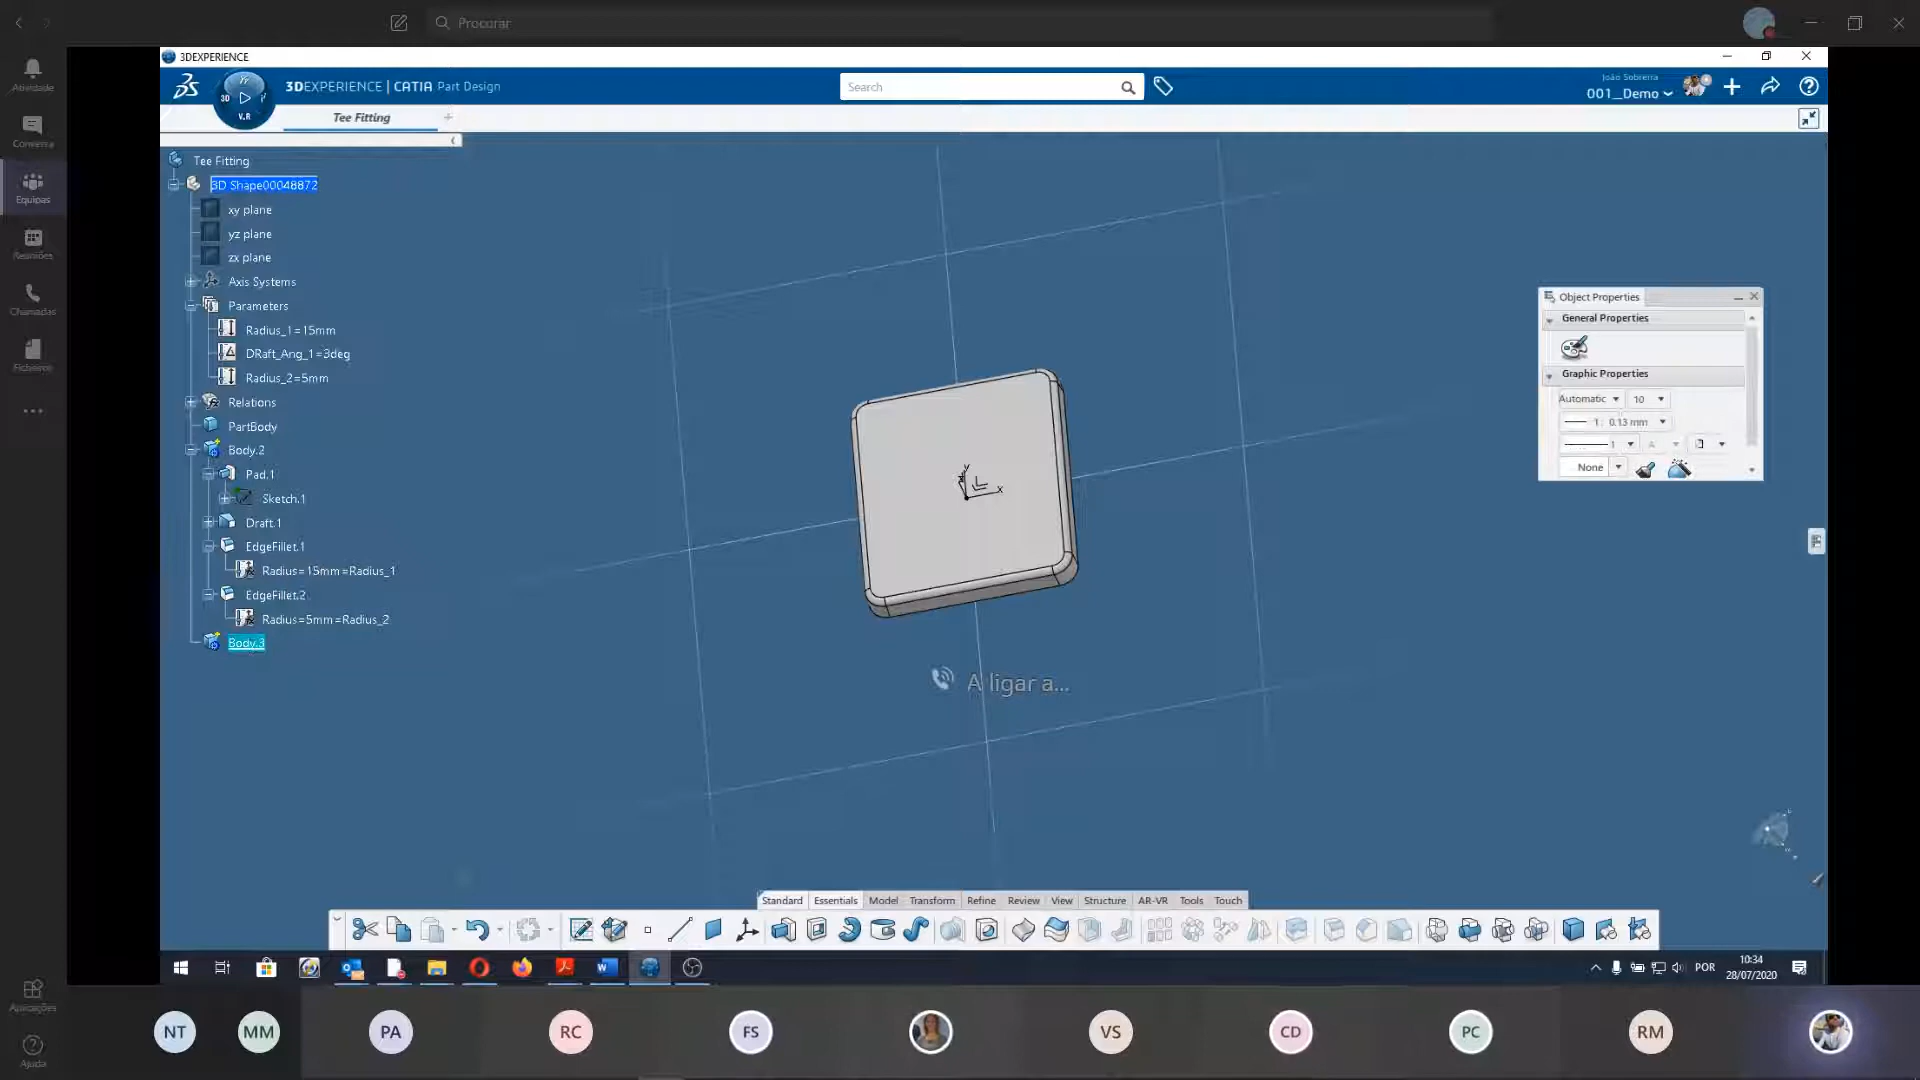 Procurar
Atividade
Conversa
Equipas
Reuniões
Chamadas
Ficheiros
Aplicações
Ajuda
3DEXPERIENCE
3DEXPERIENCE | CATIA Part Design
3D
V.R
Search
João Sobreira
001_Demo
Tee Fitting
Tee Fitting
3D Shape00048872
xy plane
yz plane
zx plane
Axis Systems
Parameters
Radius_1=15mm
DRaft_Ang_1=3deg
Radius_2=5mm
Relations
PartBody
Body.2
Pad.1
Sketch.1
Draft.1
EdgeFillet.1
Radius=15mm=Radius_1
EdgeFillet.2
Radius=5mm=Radius_2
Body.3
y
x
A ligar a...
Object Properties
General Properties
Graphic Properties
Automatic 10
1 : 0.13 mm
1
None
Standard Essentials Model Transform Refine Review View Structure AR-VR Tools Touch
POR
10:34
28/07/2020
NT MM PA RC FS VS CD PC RM